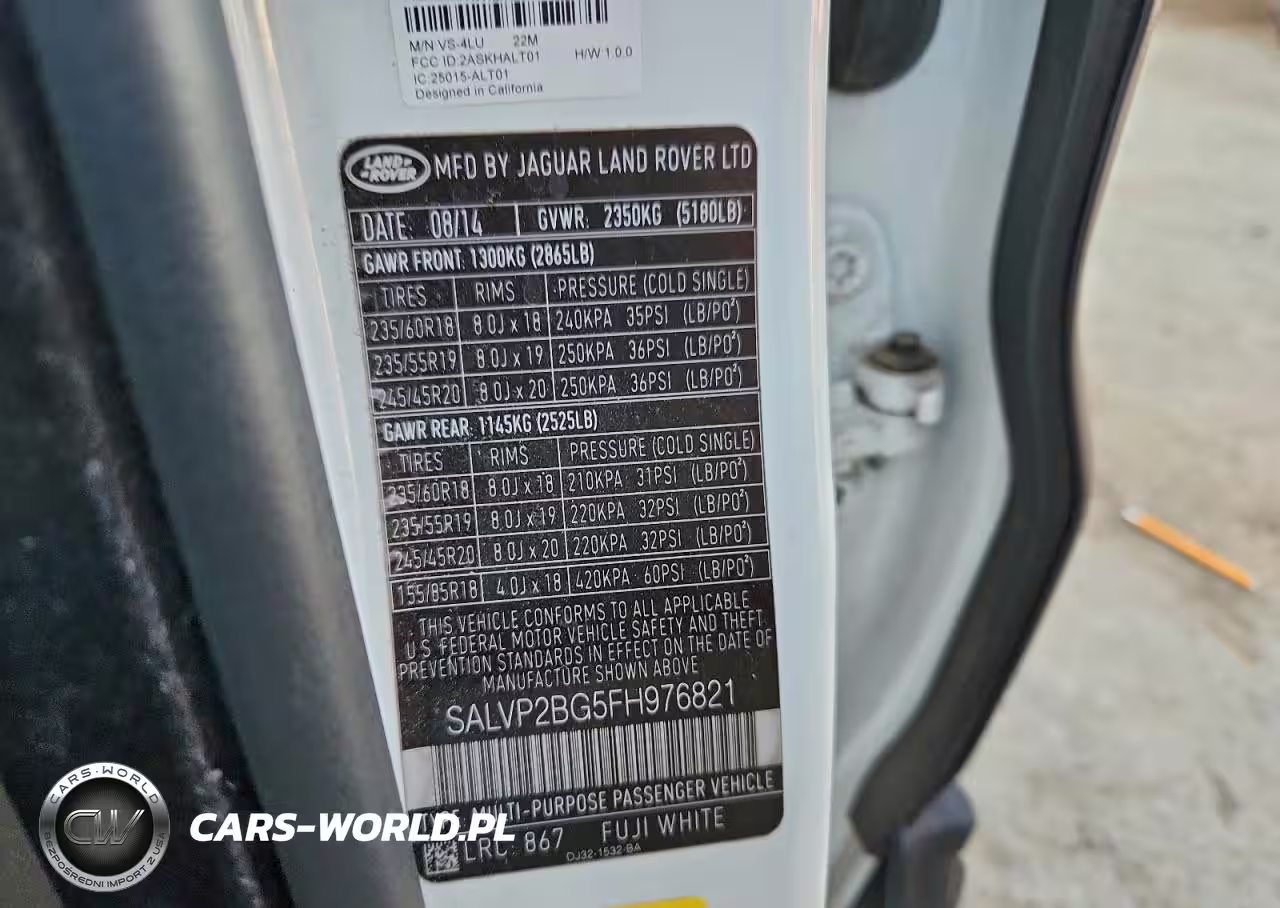 M/N VS-4LU 22M
FCC ID:2ASKHALT01 H/W 1.0.0
IC:25015-ALT01
Designed in California
LAND ROVER MFD BY JAGUAR LAND ROVER LTD
DATE: 08/14 GVWR: 2350KG (5180LB)
GAWR FRONT: 1300KG (2865LB)
TIRES RIMS PRESSURE (COLD SINGLE)
235/60R18 8.0J x 18 240KPA 35PSI (LB/PO²)
235/55R19 8.0J x 19 250KPA 36PSI (LB/PO²)
245/45R20 8.0J x 20 250KPA 36PSI (LB/PO²)
GAWR REAR: 1145KG (2525LB)
TIRES RIMS PRESSURE (COLD SINGLE)
235/60R18 8.0J x 18 210KPA 31PSI (LB/PO²)
235/55R19 8.0J x 19 220KPA 32PSI (LB/PO²)
245/45R20 8.0J x 20 220KPA 32PSI (LB/PO²)
155/85R18 4.0J x 18 420KPA 60PSI (LB/PO²)
THIS VEHICLE CONFORMS TO ALL APPLICABLE
U.S FEDERAL MOTOR VEHICLE SAFETY AND THEFT
PREVENTION STANDARDS IN EFFECT ON THE DATE OF
MANUFACTURE SHOWN ABOVE
SALVP2BG5FH976821
MULTI-PURPOSE PASSENGER VEHICLE
LRC: 867 FUJI WHITE
DJ32-1532-BA
CARS-WORLD
CW
BEZPOŚREDNI IMPORT Z USA
CARS-WORLD.PL